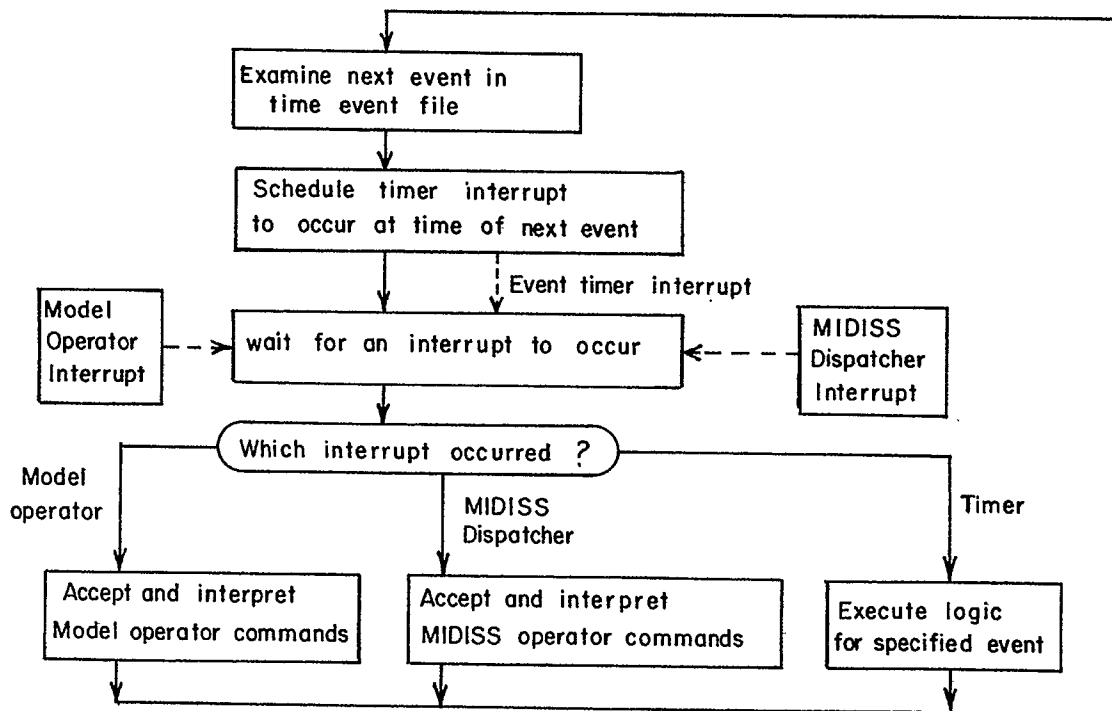 Examine next event in
time event file
Schedule timer interrupt
to occur at time of next event
Event timer interrupt
Model
Operator
Interrupt
wait for an interrupt to occur
MIDISS
Dispatcher
Interrupt
Which interrupt occurred ?
Model
operator
MIDISS
Dispatcher
Timer
Accept and interpret
Model operator commands
Accept and interpret
MIDISS operator commands
Execute logic
for specified event